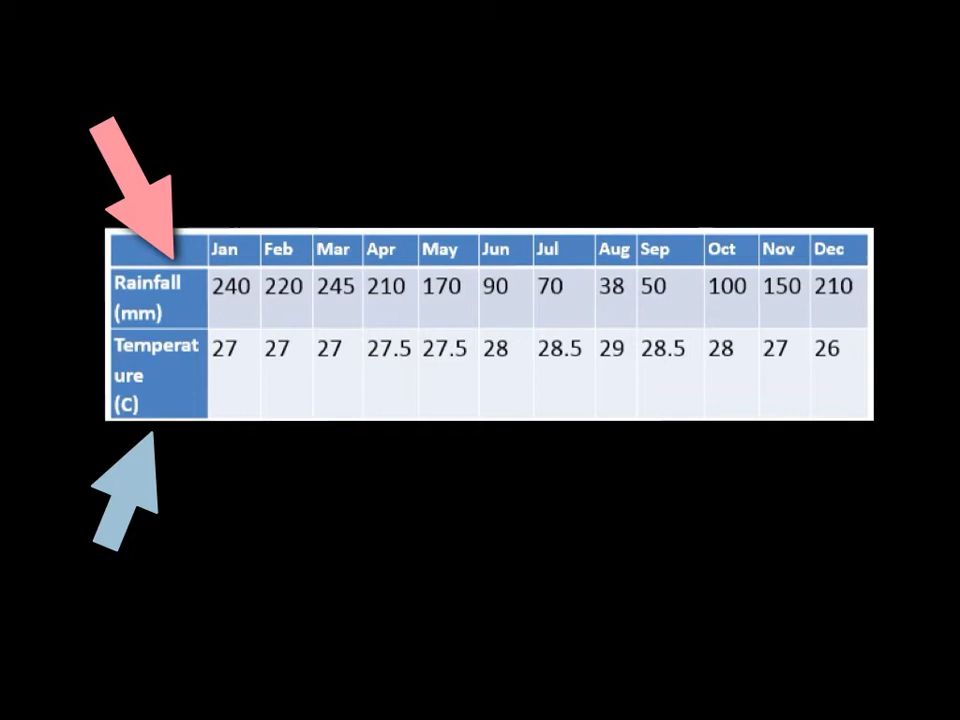 Jan Feb Mar Apr May Jun Jul Aug Sep Oct Nov Dec
Rainfall
(mm)
240 220 245 210 170 90 70 38 50 100 150 210
Temperat
ure
(C)
27 27 27 27.5 27.5 28 28.5 29 28.5 28 27 26